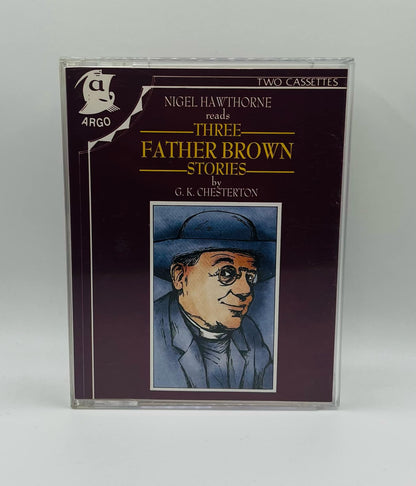 a
ARGO
TWO CASSETTES
NIGEL HAWTHORNE
reads
THREE
FATHER BROWN
STORIES
by
G. K. CHESTERTON